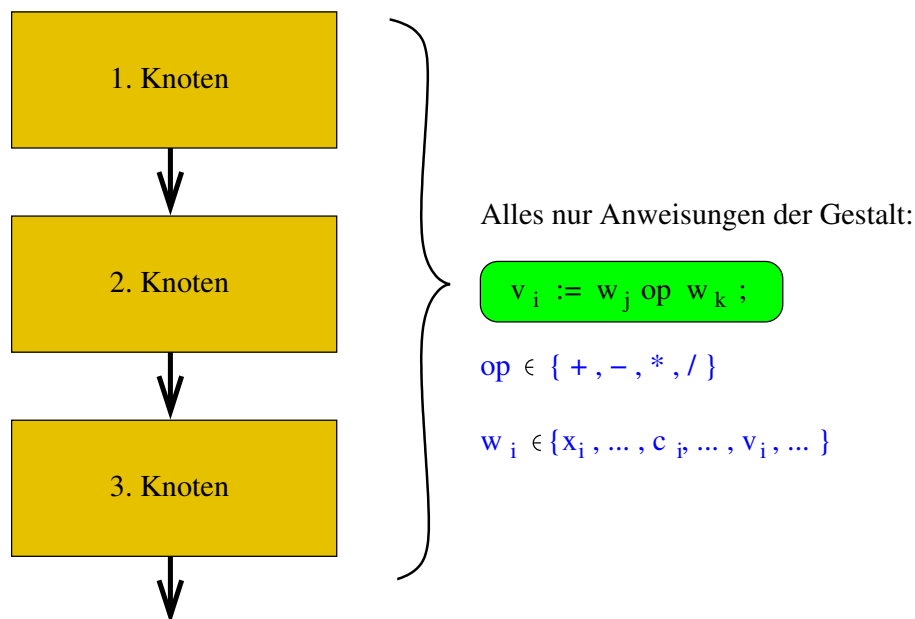 1. Knoten
2. Knoten
3. Knoten
Alles nur Anweisungen der Gestalt:
v i := w j op w k ;
op ∈ { + , − , * , / }
w i ∈ {x i , ... , c i, ... , v i , ... }